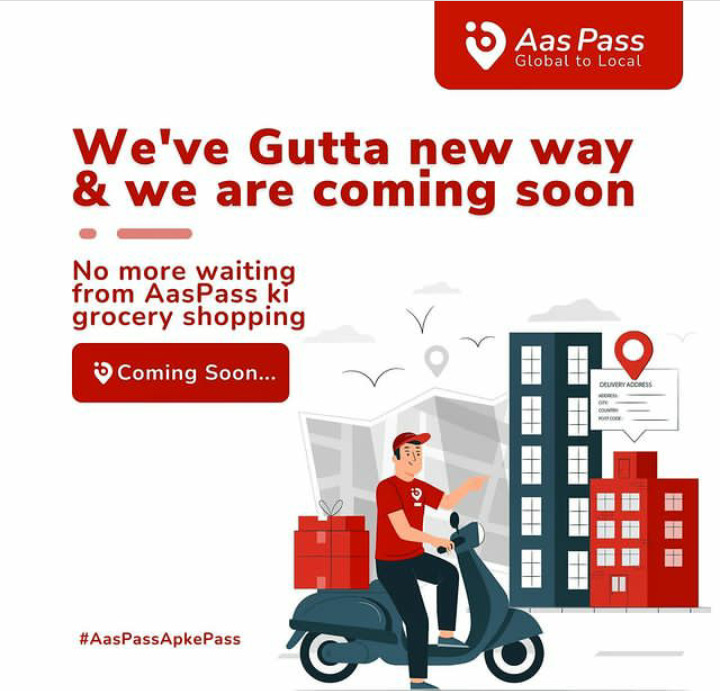 Aas Pass
Global to Local
We've Gutta new way
& we are coming soon
No more waiting
from AasPass ki
grocery shopping
Coming Soon...
DELIVERY ADDRESS
ADDRESS:
CITY:
COUNTRY:
POST CODE:
#AasPassApkePass